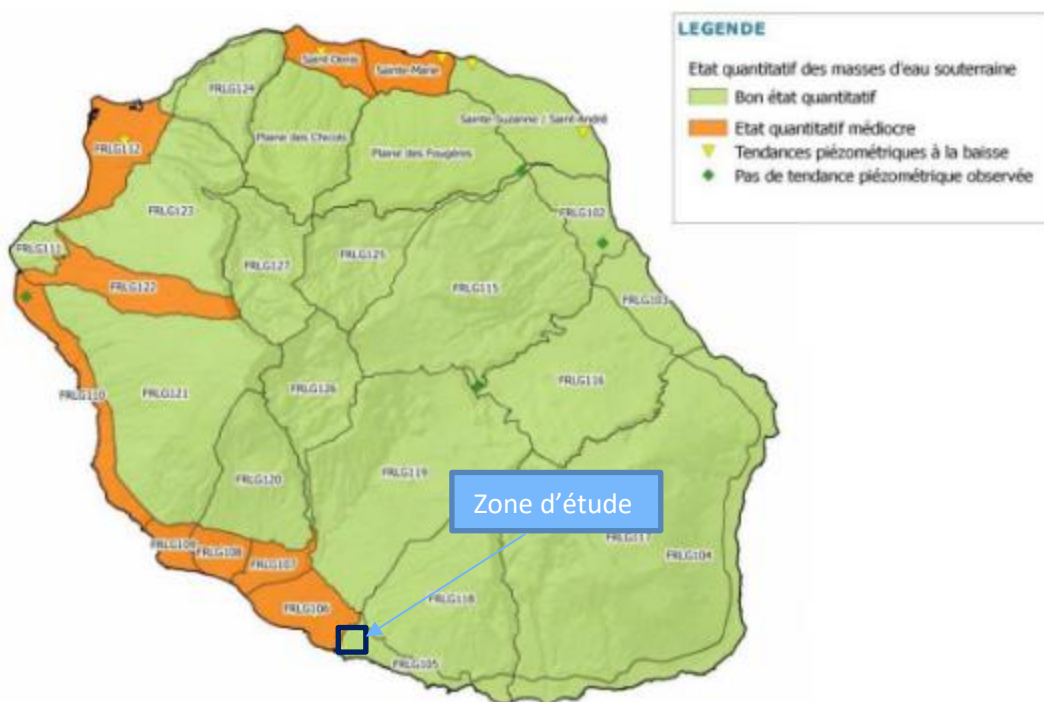 LEGENDE
Etat quantitatif des masses d'eau souterraine
Bon état quantitatif
Etat quantitatif médiocre
Tendances piézométriques à la baisse
Pas de tendance piézométrique observée
Saint-Denis
Sainte-Marie
FRLG124
Plaine des Chicots
Plaine des Fougères
Sainte-Suzanne / Saint-André
FRLG112
FRLG123
FRLG102
FRLG111
FRLG127
FRLG125
FRLG122
FRLG115
FRLG103
FRLG110
FRLG121
FRLG126
FRLG116
FRLG119
FRLG120
Zone d'étude
FRLG117
FRLG104
FRLG109
FRLG108
FRLG107
FRLG106
FRLG118
FRLG105